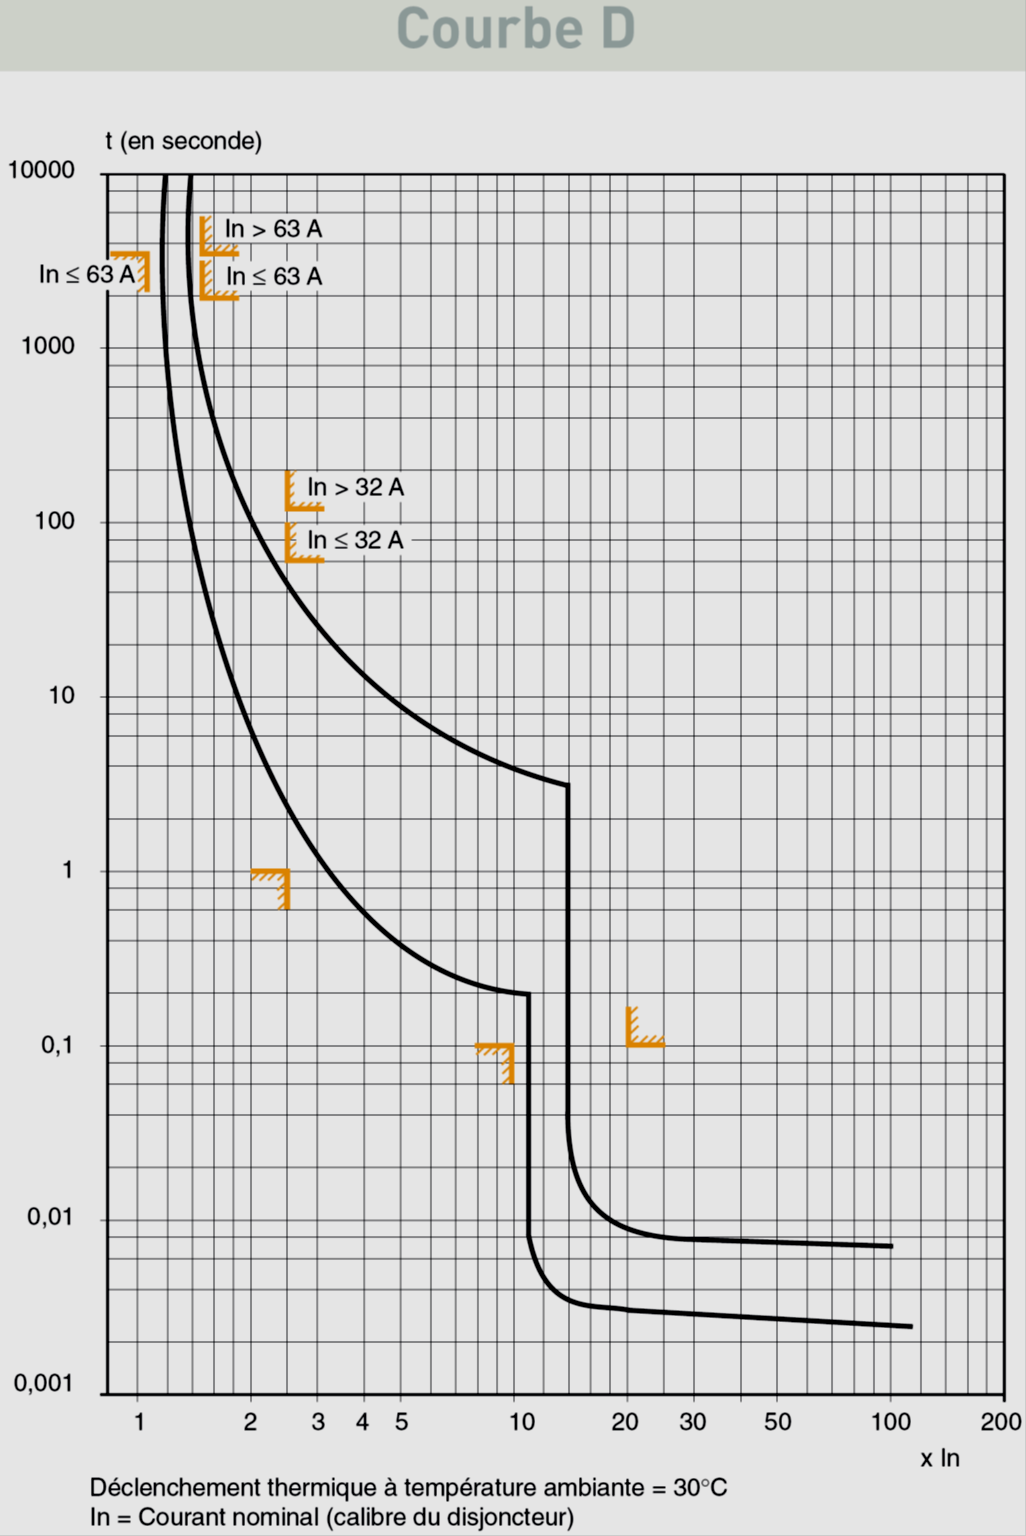 Courbe D
t (en seconde)
10000
In > 63 A
In ≤ 63 A
In ≤ 63 A
1000
In > 32 A
100
In ≤ 32 A
10
1
0,1
0,01
0,001
1 2 3 4 5 10 20 30 50 100 200
x In
Déclenchement thermique à température ambiante = 30°C
In = Courant nominal (calibre du disjoncteur)